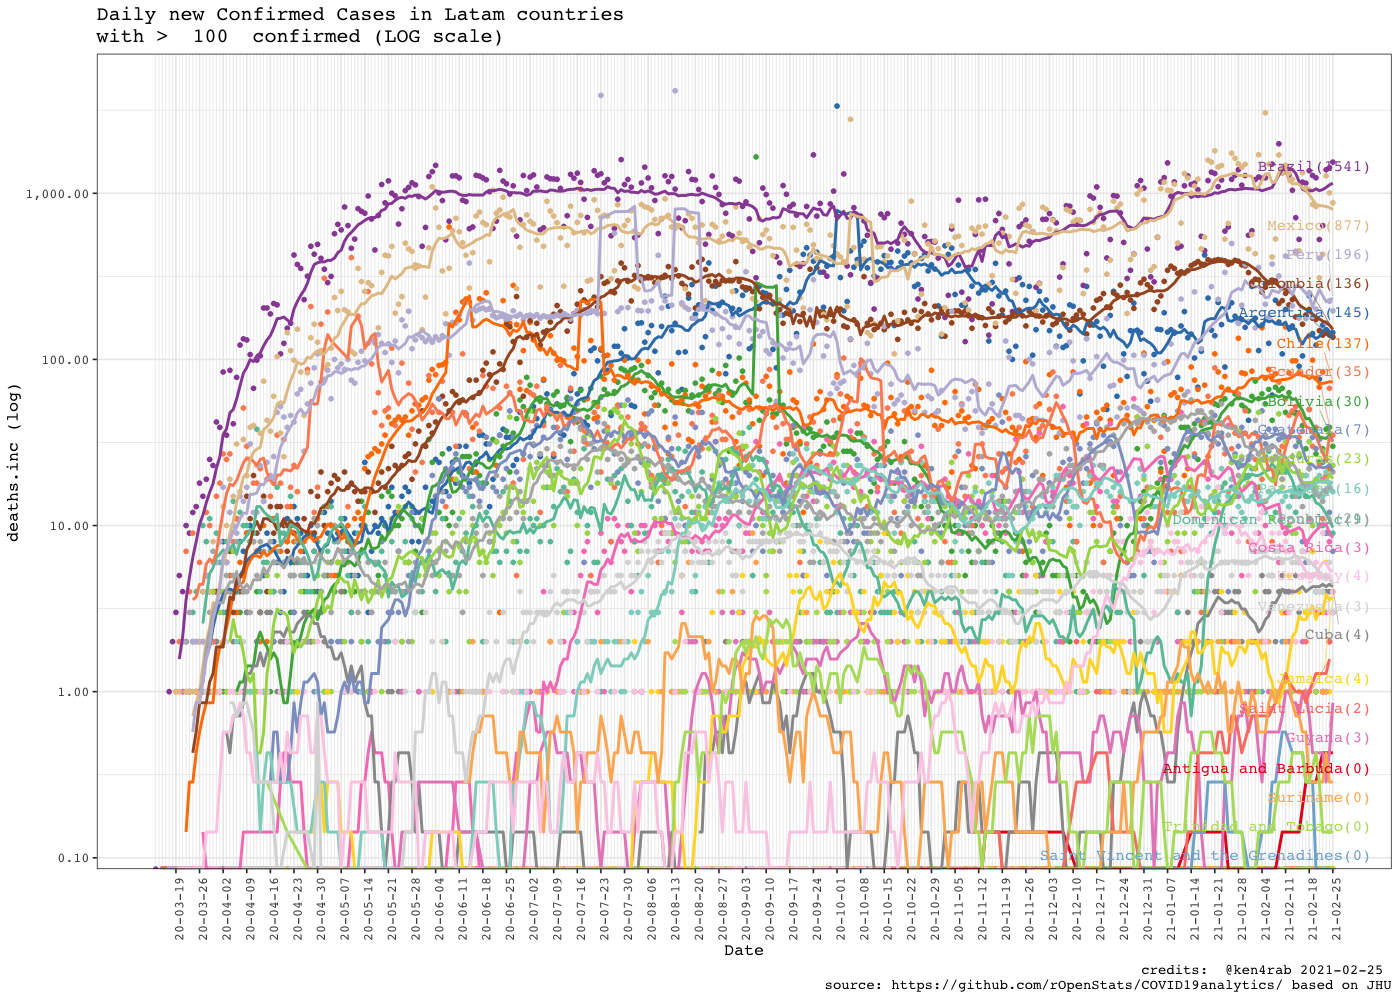 Daily new Confirmed Cases in Latam countries
with >  100  confirmed (LOG scale)
deaths.inc (log)
1,000.00
100.00
10.00
1.00
0.10
Brazil(1541)
Mexico(877)
Peru(196)
Colombia(136)
Argentina(145)
Chile(137)
Ecuador(35)
Bolivia(30)
Guatemala(7)
(23)
(16)
Dominican Republic(9)
Costa Rica(3)
(4)
Venezuela(3)
Cuba(4)
Jamaica(4)
Saint Lucia(2)
Guyana(3)
Antigua and Barbuda(0)
Suriname(0)
Trinidad and Tobago(0)
Saint Vincent and the Grenadines(0)
20-03-19
20-03-26
20-04-02
20-04-09
20-04-16
20-04-23
20-04-30
20-05-07
20-05-14
20-05-21
20-05-28
20-06-04
20-06-11
20-06-18
20-06-25
20-07-02
20-07-09
20-07-16
20-07-23
20-07-30
20-08-06
20-08-13
20-08-20
20-08-27
20-09-03
20-09-10
20-09-17
20-09-24
20-10-01
20-10-08
20-10-15
20-10-22
20-10-29
20-11-05
20-11-12
20-11-19
20-11-26
20-12-03
20-12-10
20-12-17
20-12-24
20-12-31
21-01-07
21-01-14
21-01-21
21-01-28
21-02-04
21-02-11
21-02-18
21-02-25
Date
credits:  @ken4rab 2021-02-25
source: https://github.com/rOpenStats/COVID19analytics/ based on JHU